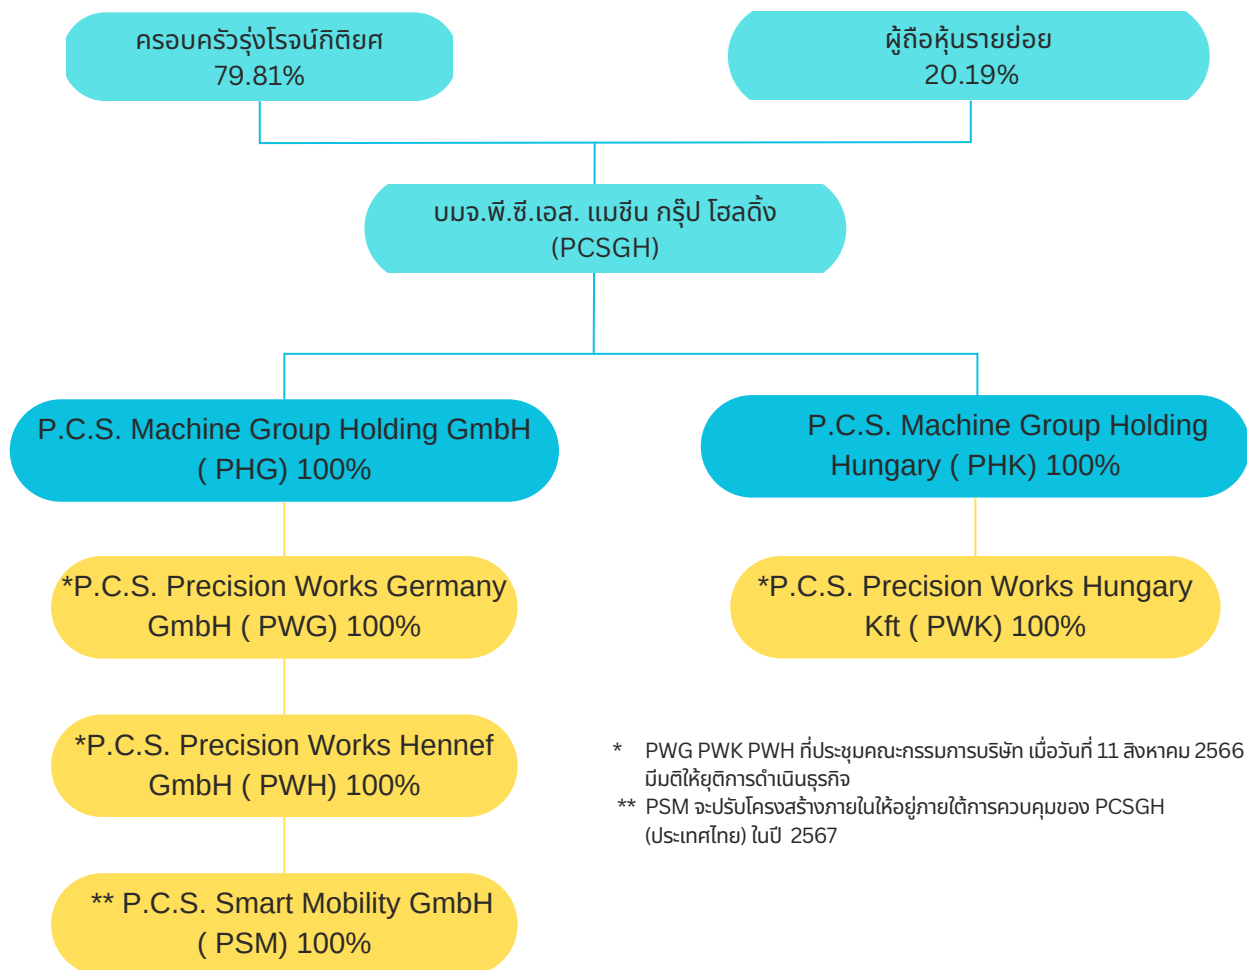 ครอบครัวรุ่งโรจน์กิติยศ
79.81%
ผู้ถือหุ้นรายย่อย
20.19%
บมจ.พี.ซี.เอส. แมชีน กรุ๊ป โฮลดิ้ง
(PCSGH)
P.C.S. Machine Group Holding GmbH
( PHG) 100%
P.C.S. Machine Group Holding
Hungary ( PHK) 100%
*P.C.S. Precision Works Germany
GmbH ( PWG) 100%
*P.C.S. Precision Works Hungary
Kft ( PWK) 100%
*P.C.S. Precision Works Hennef
GmbH ( PWH) 100%
* PWG PWK PWH ที่ประชุมคณะกรรมการบริษัท เมื่อวันที่ 11 สิงหาคม 2566
มีมติให้ยุติการดำเนินธุรกิจ
** PSM จะปรับโครงสร้างภายในให้อยู่ภายใต้การควบคุมของ PCSGH
(ประเทศไทย) ในปี 2567
** P.C.S. Smart Mobility GmbH
( PSM) 100%